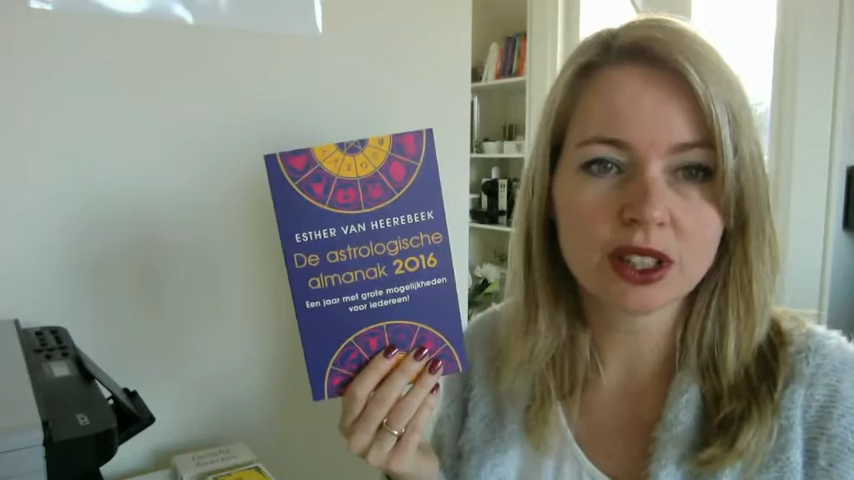 ESTHER VAN HEEREBEEK
De astrologische
almanak 2016
Een jaar met grote mogelijkheden
voor iedereen!